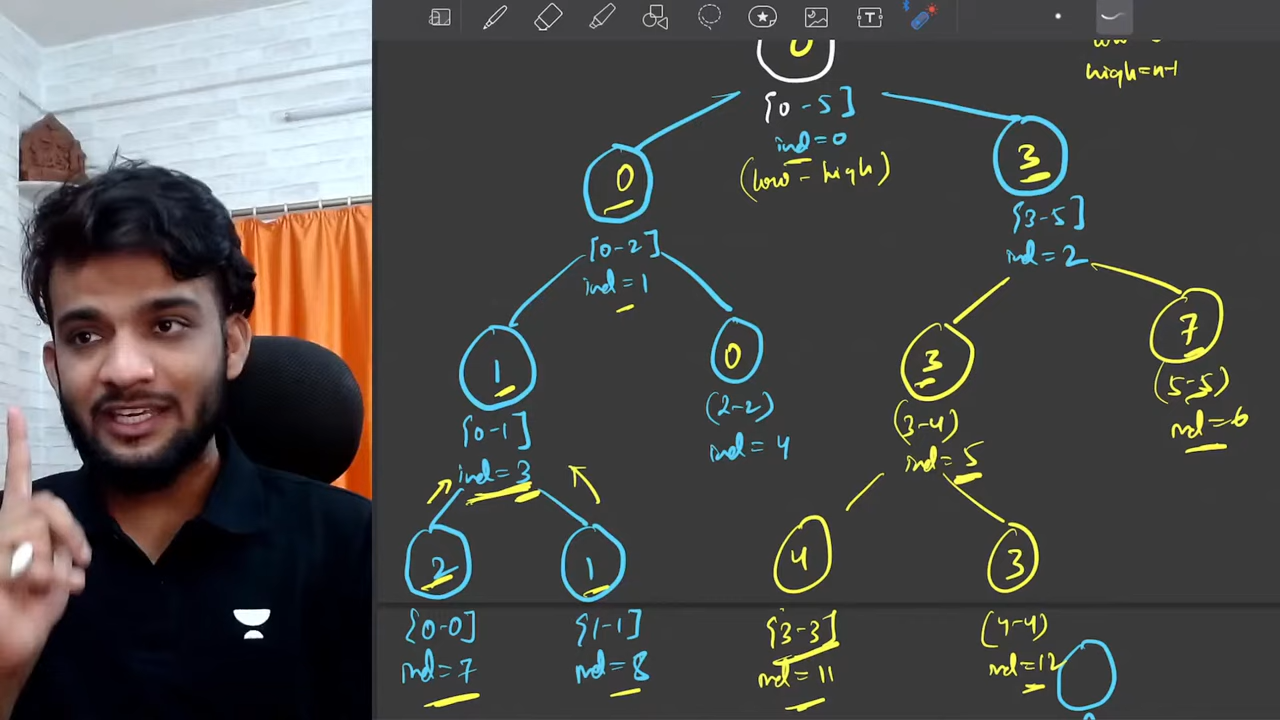 0
high=n-1
[0-5]
ind=0
(low - high)
0
[0-2]
ind=1
3
[3-5]
ind=2
1
[0-1]
ind=3
0
(2-2)
ind=4
3
(3-4)
ind=5
7
(5-5)
ind=6
2
[0-0]
ind=7
1
[1-1]
ind=8
4
[3-3]
ind=11
3
(4-4)
ind=12
T